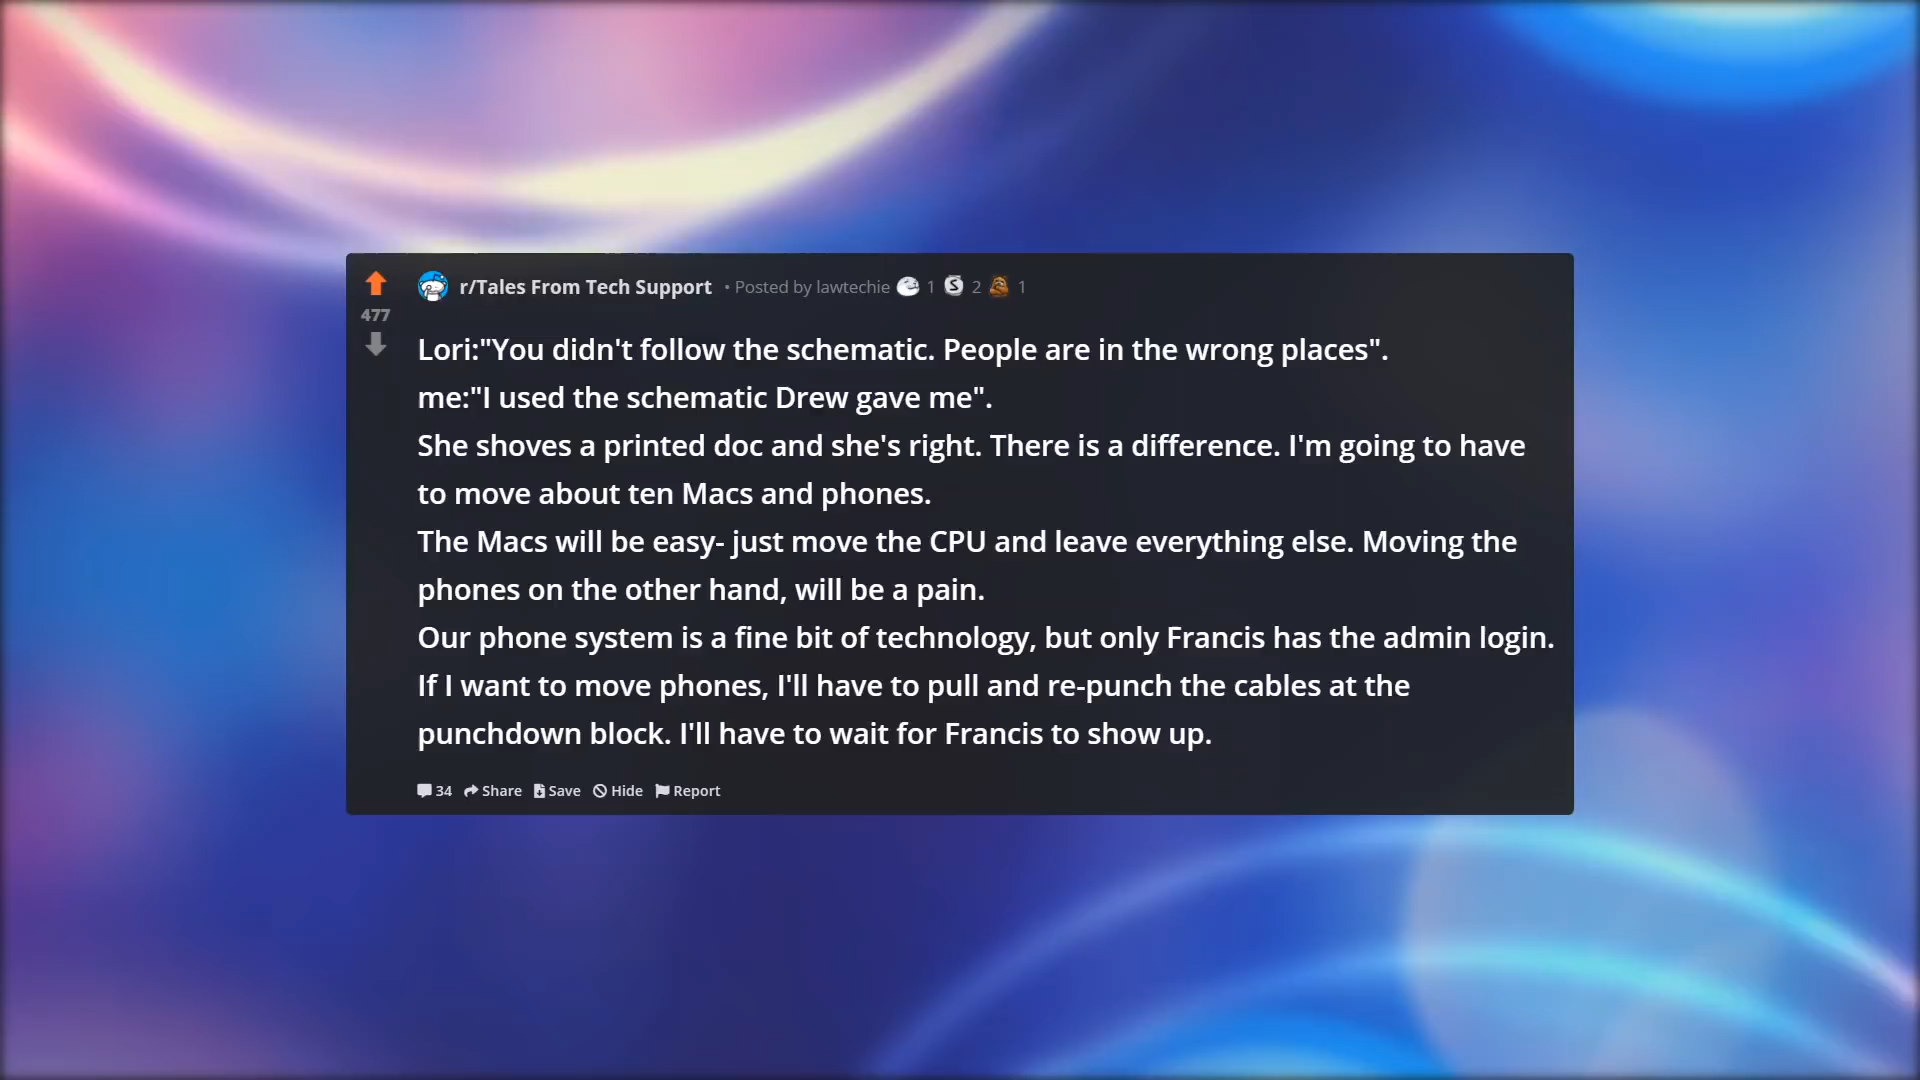 r/Tales From Tech Support • Posted by lawtechie 1 S 2 1
477
Lori:"You didn't follow the schematic. People are in the wrong places".
me:"I used the schematic Drew gave me".
She shoves a printed doc and she's right. There is a difference. I'm going to have
to move about ten Macs and phones.
The Macs will be easy- just move the CPU and leave everything else. Moving the
phones on the other hand, will be a pain.
Our phone system is a fine bit of technology, but only Francis has the admin login.
If I want to move phones, I'll have to pull and re-punch the cables at the
punchdown block. I'll have to wait for Francis to show up.
34 Share Save Hide Report